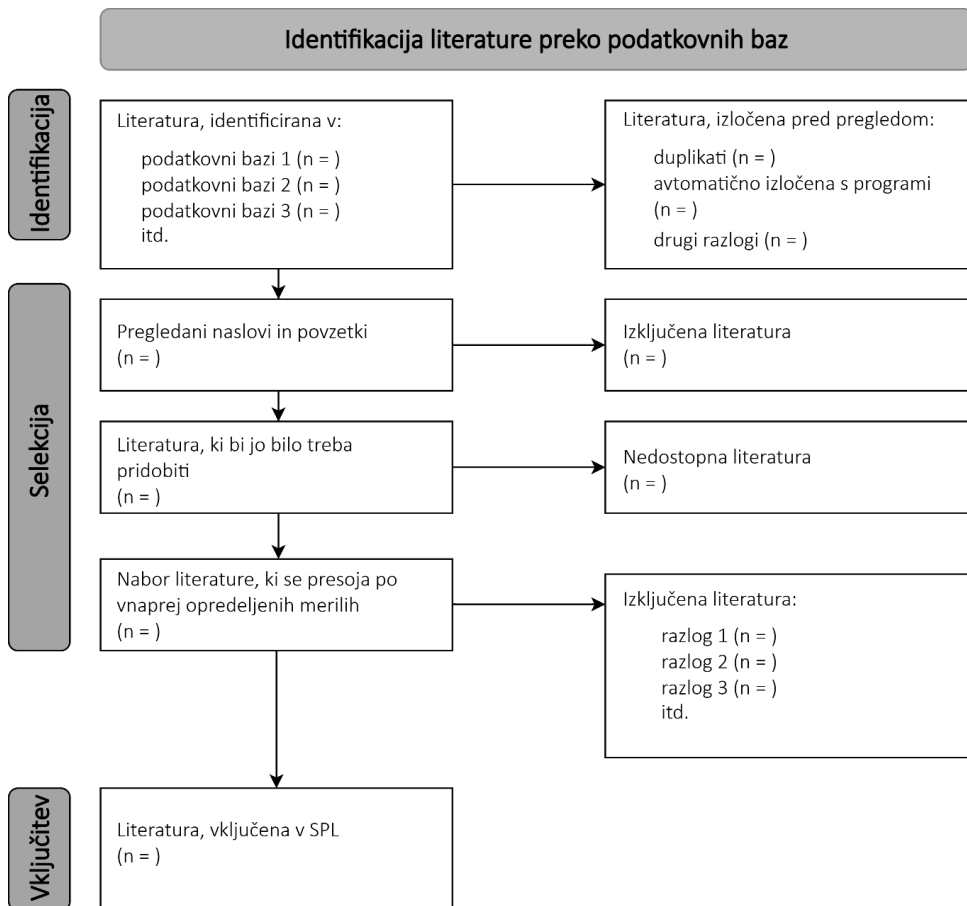 Identifikacija literature preko podatkovnih baz
Identifikacija
Literatura, identificirana v:
podatkovni bazi 1 (n = )
podatkovni bazi 2 (n = )
podatkovni bazi 3 (n = )
itd.
Literatura, izločena pred pregledom:
duplikati (n = )
avtomatično izločena s programi
(n = )
drugi razlogi (n = )
Selekcija
Pregledani naslovi in povzetki
(n = )
Izključena literatura
(n = )
Literatura, ki bi jo bilo treba
pridobiti
(n = )
Nedostopna literatura
(n = )
Nabor literature, ki se presoja po
vnaprej opredeljenih merilih
(n = )
Izključena literatura:
razlog 1 (n = )
razlog 2 (n = )
razlog 3 (n = )
itd.
Vključitev
Literatura, vključena v SPL
(n = )